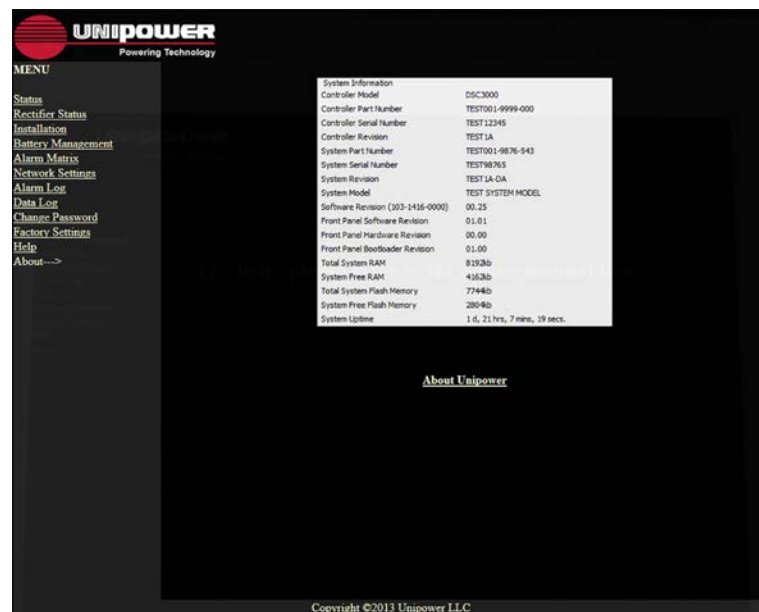 UNIPOWER
Powering Technology
MENU
Status
Rectifier Status
Installation
Battery Management
Alarm Matrix
Network Settings
Alarm Log
Data Log
Change Password
Factory Settings
Help
About--->
System Information
Controller Model DSC3000
Controller Part Number TEST001-9999-000
Controller Serial Number TEST12345
Controller Revision TEST1A
System Part Number TEST001-9876-543
System Serial Number TEST98765
System Revision TEST1A-DA
System Model TEST SYSTEM MODEL
Software Revision (103-1416-0000) 00.25
Front Panel Software Revision 01.01
Front Panel Hardware Revision 00.00
Front Panel Bootloader Revision 01.00
Total System RAM 8192kb
System Free RAM 4162kb
Total System Flash Memory 7744kb
System Free Flash Memory 2804kb
System Uptime 1 d, 21 hrs, 7 mins, 19 secs.
About Unipower
Copyright ©2013 Unipower LLC